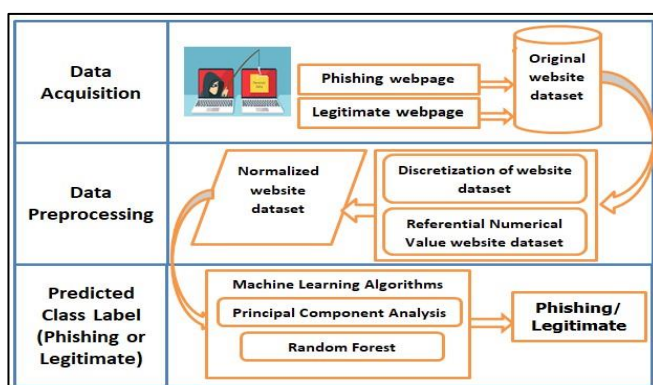 Data
Acquisition
Phishing webpage
Legitimate webpage
Original
website
dataset
Data
Preprocessing
Normalized
website
dataset
Discretization of website
dataset
Referential Numerical
Value website dataset
Predicted
Class Label
(Phishing or
Legitimate)
Machine Learning Algorithms
Principal Component Analysis
Random Forest
Phishing/
Legitimate